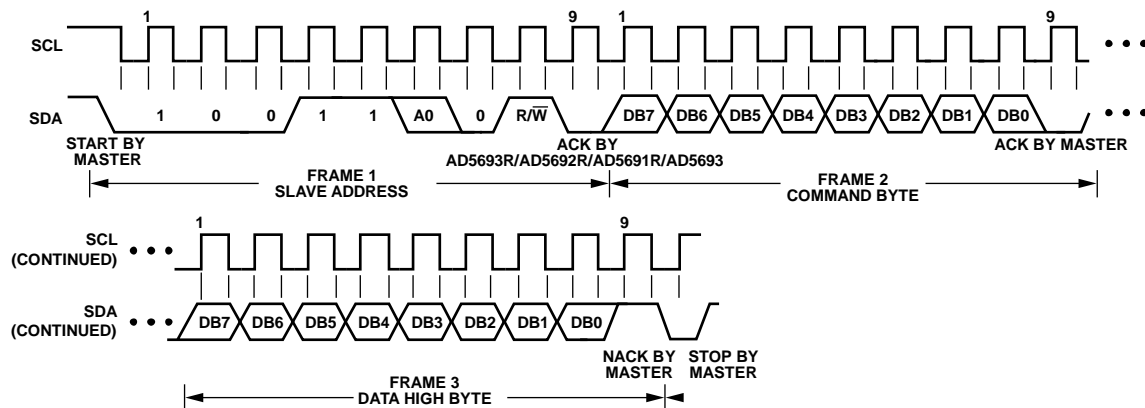 1 9 1 9
SCL
SDA
1 0 0 1 1 A0 0 R/W̅ DB7 DB6 DB5 DB4 DB3 DB2 DB1 DB0
START BY
MASTER
ACK BY
AD5693R/AD5692R/AD5691R/AD5693
ACK BY MASTER
FRAME 1
SLAVE ADDRESS
FRAME 2
COMMAND BYTE
1 9
SCL
(CONTINUED)
SDA
(CONTINUED)
DB7 DB6 DB5 DB4 DB3 DB2 DB1 DB0
NACK BY
MASTER
STOP BY
MASTER
FRAME 3
DATA HIGH BYTE